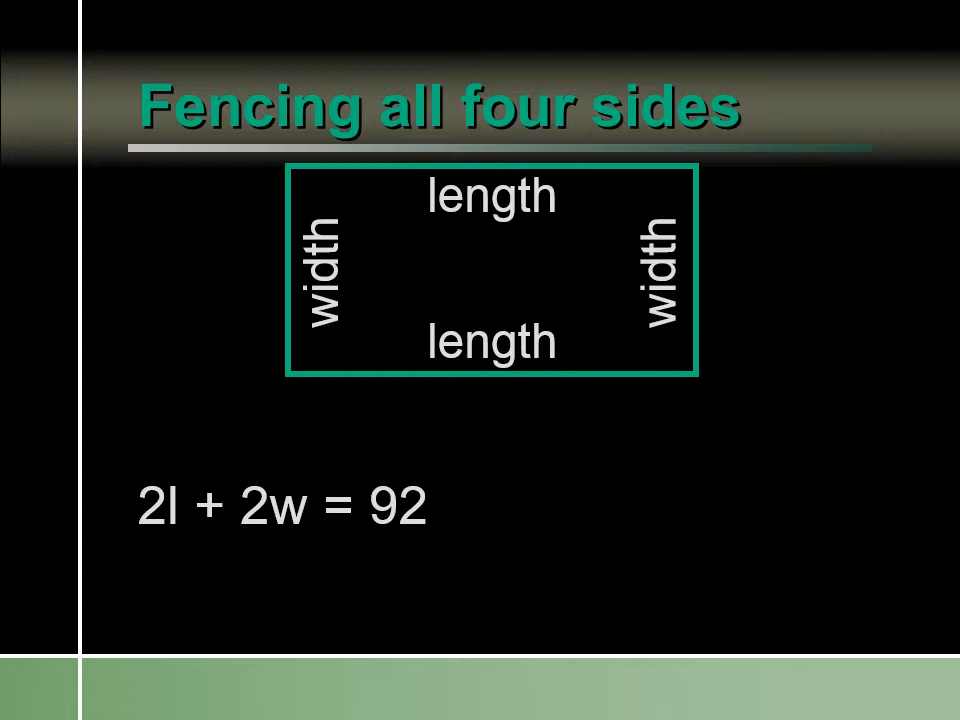 Fencing all four sides
length
width
width
length
2l + 2w = 92